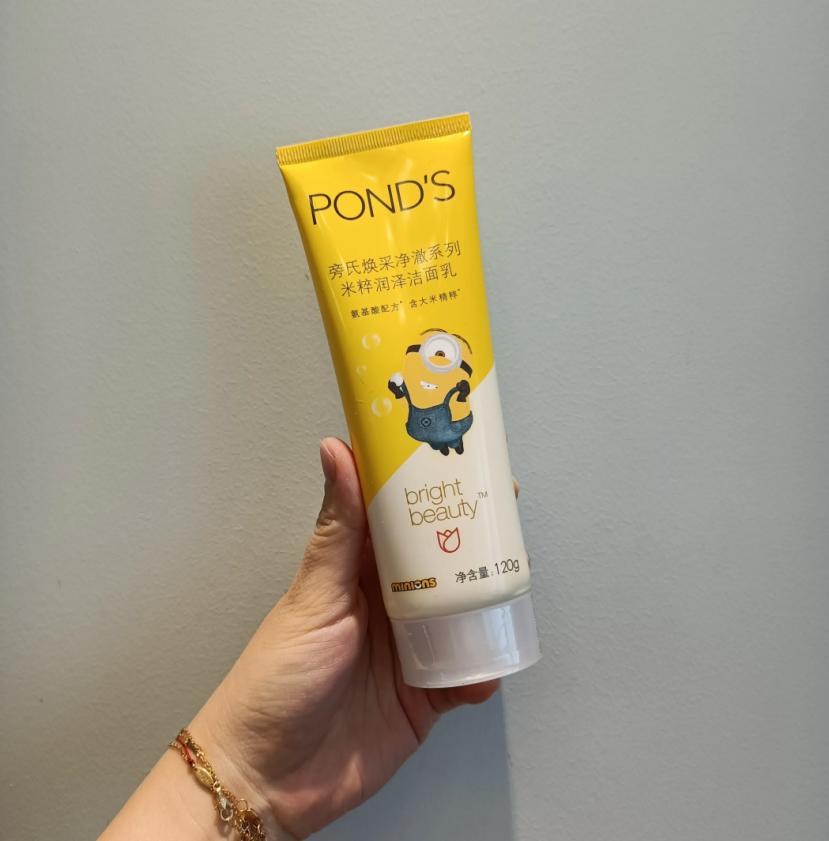 POND'S
旁氏焕采净澈系列
米粹润泽洁面乳
氨基酸配方* 含大米精粹*
bright
beauty™
minions
净含量:120g